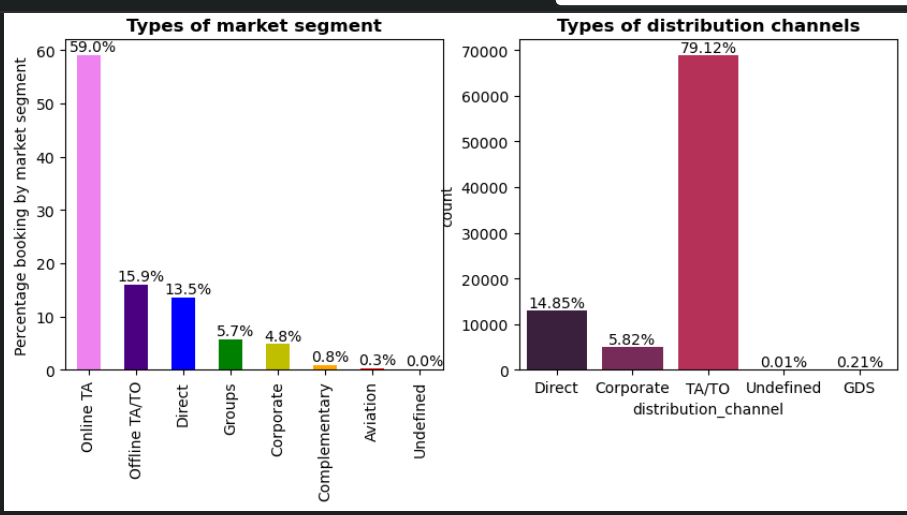 Types of market segment
Percentage booking by market segment
60
50
40
30
20
10
0
59.0%
15.9%
13.5%
5.7%
4.8%
0.8%
0.3%
0.0%
Online TA
Offline TA/TO
Direct
Groups
Corporate
Complementary
Aviation
Undefined
Types of distribution channels
count
70000
60000
50000
40000
30000
20000
10000
0
14.85%
5.82%
79.12%
0.01%
0.21%
Direct
Corporate
TA/TO
Undefined
GDS
distribution_channel